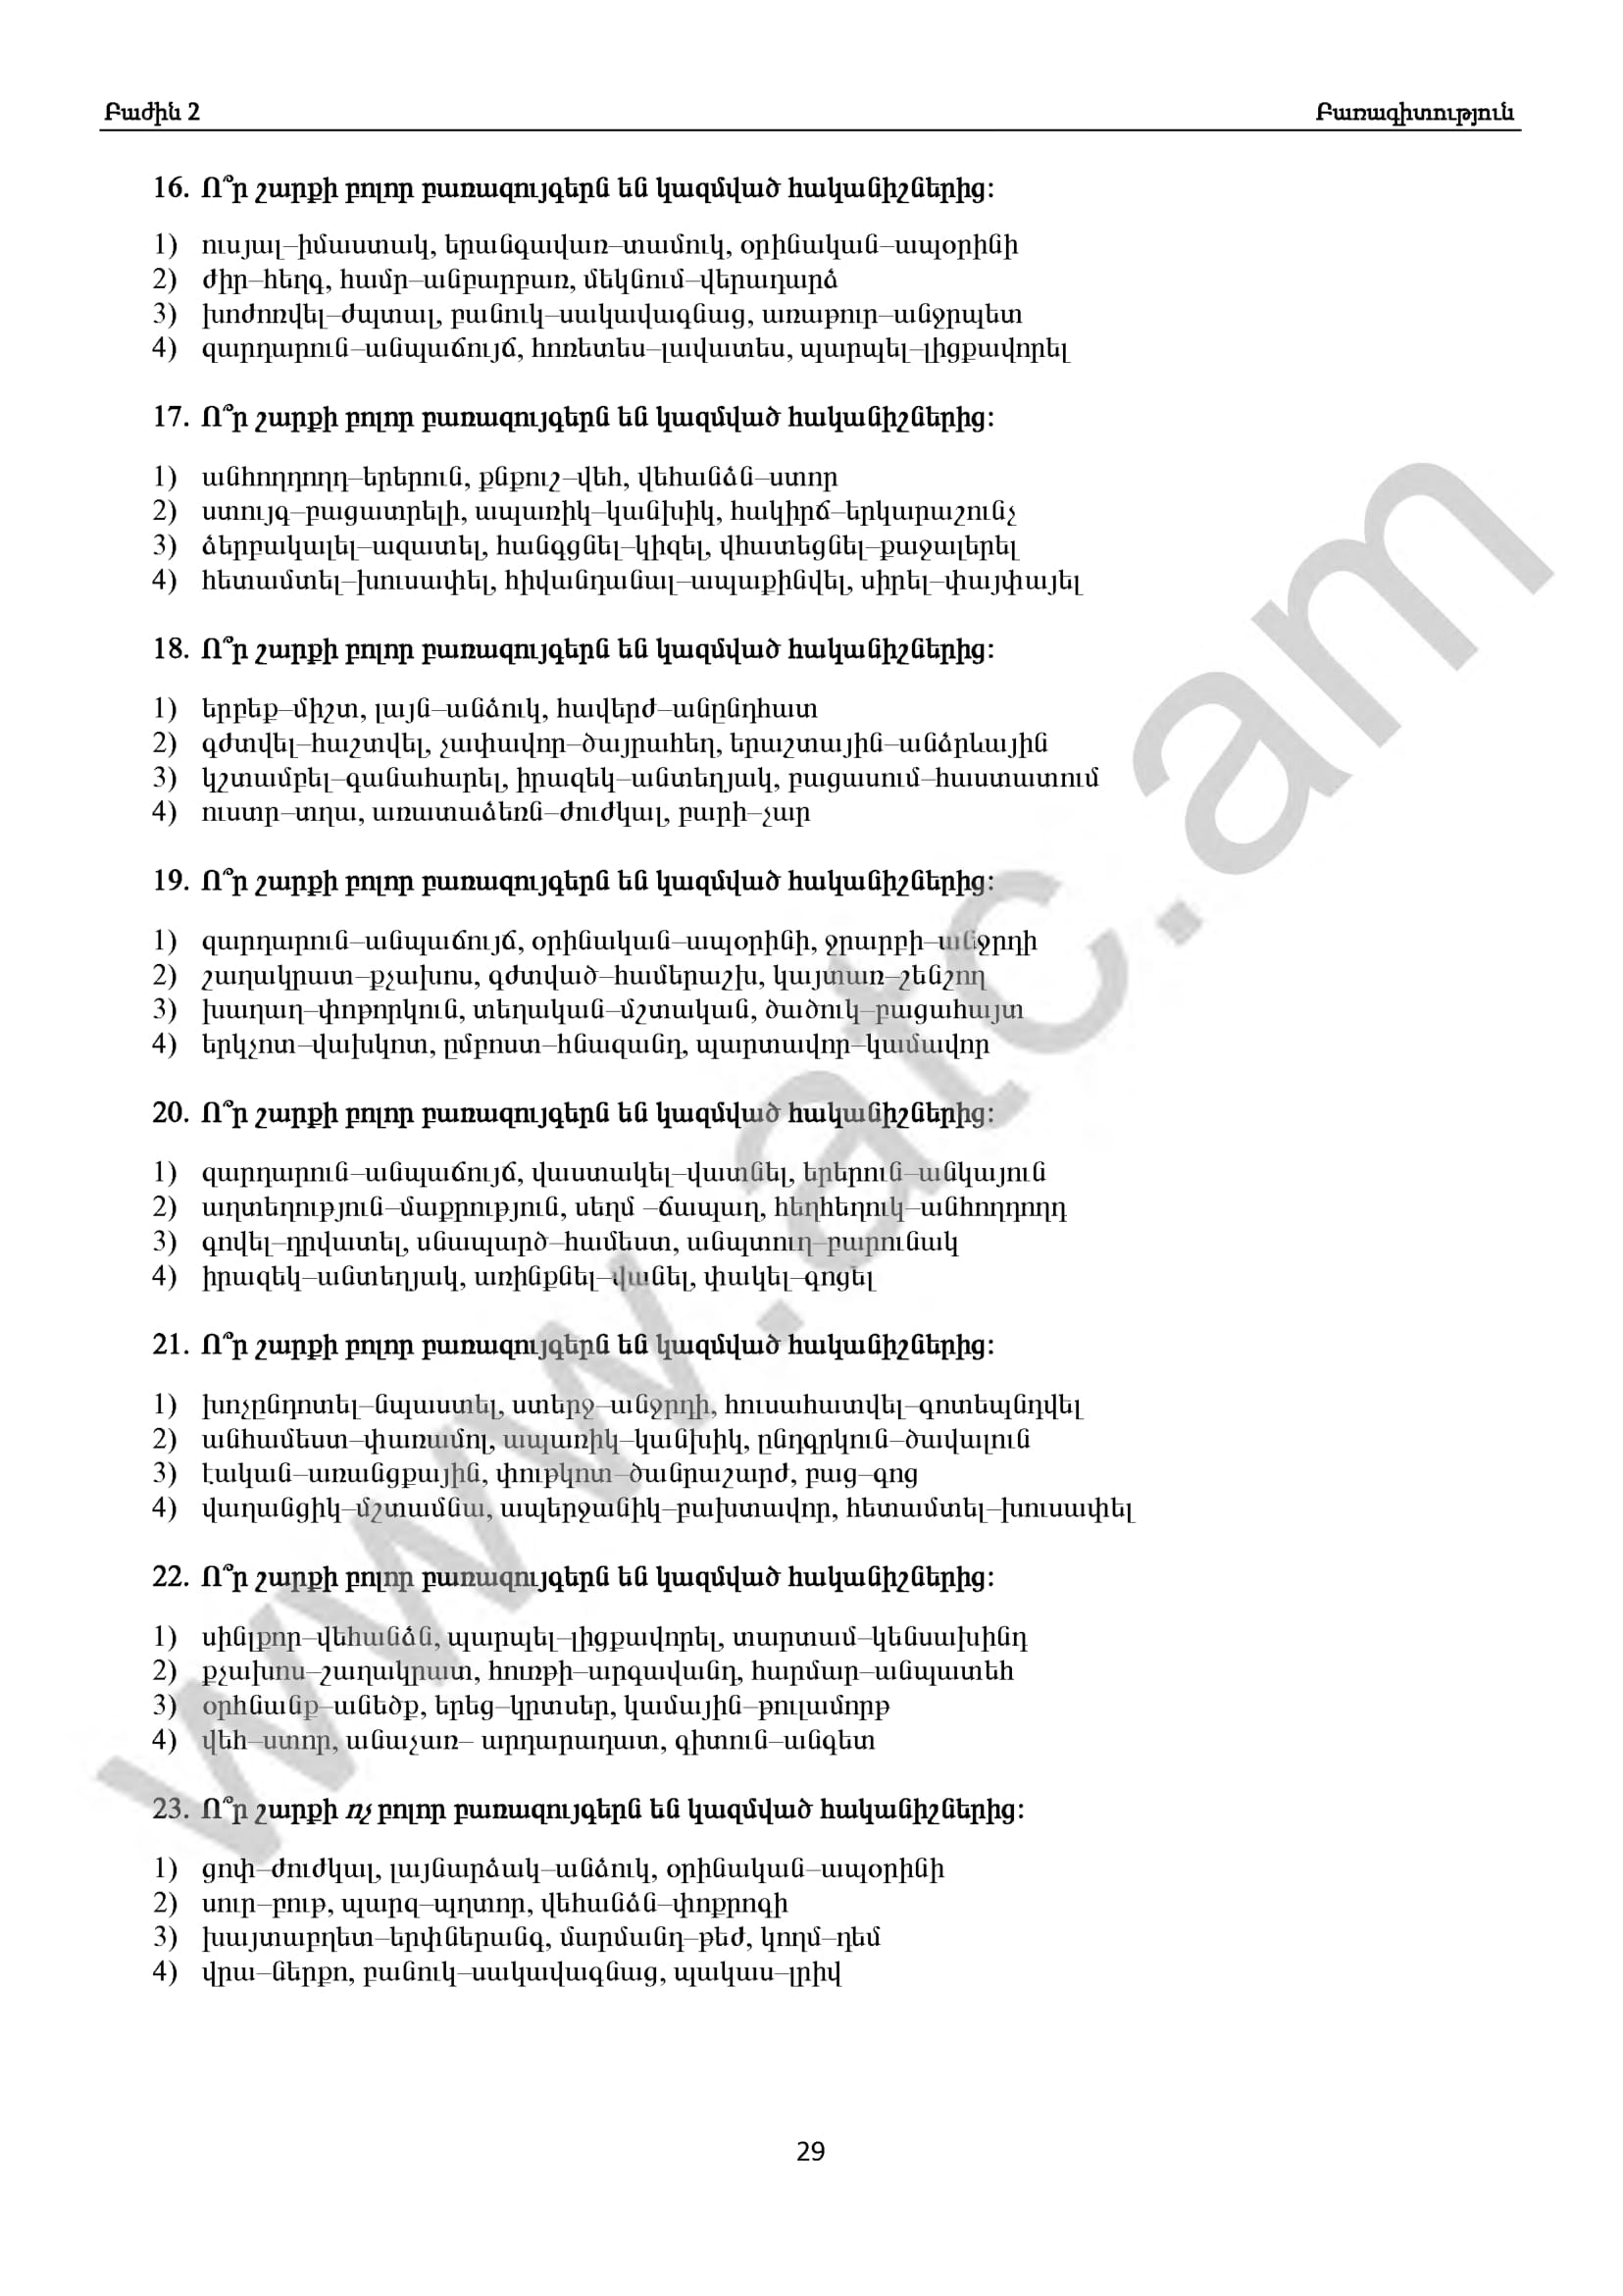 Բաժին 2 Բառագիտություն
16. Ո՞ր շարքի բոլոր բառազույգերն են կազմված հականիշներից:
1) ուսյալ–իմաստակ, երանգավառ–տամուկ, օրինական–ապօրինի
2) ժիր–հեղգ, համր–անբարբառ, մեկնում–վերադարձ
3) խոժոռվել–ժպտալ, բանուկ–սակավագնաց, առաթուր–անջրպետ
4) զարդարուն–անպաճույճ, հոռետես–լավատես, պարպել–լիցքավորել
17. Ո՞ր շարքի բոլոր բառազույգերն են կազմված հականիշներից:
1) անհողդողդ–երերուն, քնքուշ–վեհ, վեհանձն–ստոր
2) ստույգ–բացատրելի, ապառիկ–կանխիկ, հակիրճ–երկարաշունչ
3) ձերբակալել–ազատել, հանգցնել–կիզել, վհատեցնել–քաջալերել
4) հետամտել–խուսափել, հիվանդանալ–ապաքինվել, սիրել–փայփայել
18. Ո՞ր շարքի բոլոր բառազույգերն են կազմված հականիշներից:
1) երբեք–միշտ, լայն–անձուկ, հավերժ–անընդհատ
2) գժտվել–հաշտվել, չափավոր–ծայրահեղ, երաշտային–անձրևային
3) կշտամբել–գանահարել, իրազեկ–անտեղյակ, բացասում–հաստատում
4) ուստր–տղա, առատաձեռն–ժուժկալ, բարի–չար
19. Ո՞ր շարքի բոլոր բառազույգերն են կազմված հականիշներից:
1) զարդարուն–անպաճույճ, օրինական–ապօրինի, ջրարբի–անջրդի
2) շաղակրատ–քչախոս, գժտված–համերաշխ, կայտառ–շենշող
3) խաղաղ–փոթորկուն, տեղական–մշտական, ծածուկ–բացահայտ
4) երկչոտ–վախկոտ, ըմբոստ–հնազանդ, պարտավոր–կամավոր
20. Ո՞ր շարքի բոլոր բառազույգերն են կազմված հականիշներից:
1) զարդարուն–անպաճույճ, վաստակել–վատնել, երերուն–անկայուն
2) աղտեղություն–մաքրություն, սեղմ –ճապաղ, հեղհեղուկ–անհողդողդ
3) գովել–դրվատել, սնապարծ–համեստ, անպտուղ–բարունակ
4) իրազեկ–անտեղյակ, առինքնել–վանել, փակել–գոցել
21. Ո՞ր շարքի բոլոր բառազույգերն են կազմված հականիշներից:
1) խոչընդոտել–նպաստել, ստերջ–անջրդի, հուսահատվել–գոտեպնդվել
2) անհամեստ–փառամոլ, ապառիկ–կանխիկ, ընդգրկուն–ծավալուն
3) էական–առանցքային, փութկոտ–ծանրաշարժ, բաց–գոց
4) վաղանցիկ–մշտամնա, ապերջանիկ–բախտավոր, հետամտել–խուսափել
22. Ո՞ր շարքի բոլոր բառազույգերն են կազմված հականիշներից:
1) սինլքոր–վեհանձն, պարպել–լիցքավորել, տարտամ–կենսախինդ
2) քչախոս–շաղակրատ, հուռթի–արգավանդ, հարմար–անպատեհ
3) օրհնանք–անեծք, երեց–կրտսեր, կամային–թուլամորթ
4) վեհ–ստոր, անաչառ– արդարադատ, գիտուն–անգետ
23. Ո՞ր շարքի ոչ բոլոր բառազույգերն են կազմված հականիշներից:
1) ցոփ–ժուժկալ, լայնարձակ–անձուկ, օրինական–ապօրինի
2) սուր–բութ, պարզ–պղտոր, վեհանձն–փոքրոգի
3) խայտաբղետ–երփներանգ, մարմանդ–թեժ, կողմ–դեմ
4) վրա–ներքո, բանուկ–սակավագնաց, պակաս–լրիվ
29
www.atc.am